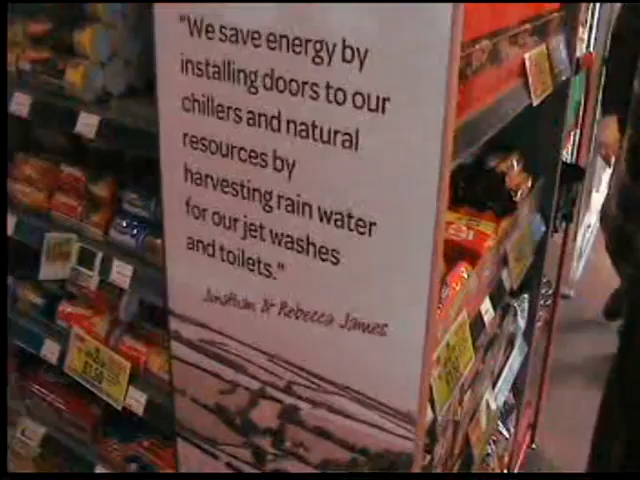 "We save energy by
installing doors to our
chillers and natural
resources by
harvesting rain water
for our jet washes
and toilets."
Jonathan & Rebecca James